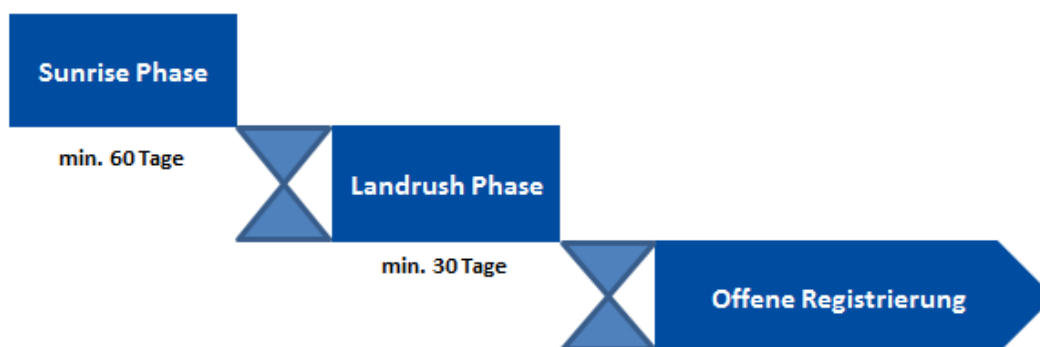 Sunrise Phase
min. 60 Tage
Landrush Phase
min. 30 Tage
Offene Registrierung